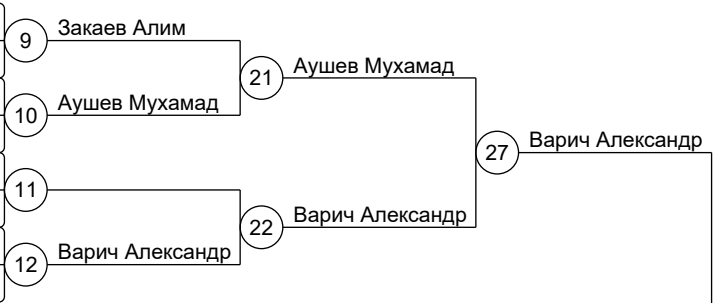 9 Закаев Алим
21 Аушев Мухамад
10 Аушев Мухамад
27 Варич Александр
11
22 Варич Александр
12 Варич Александр